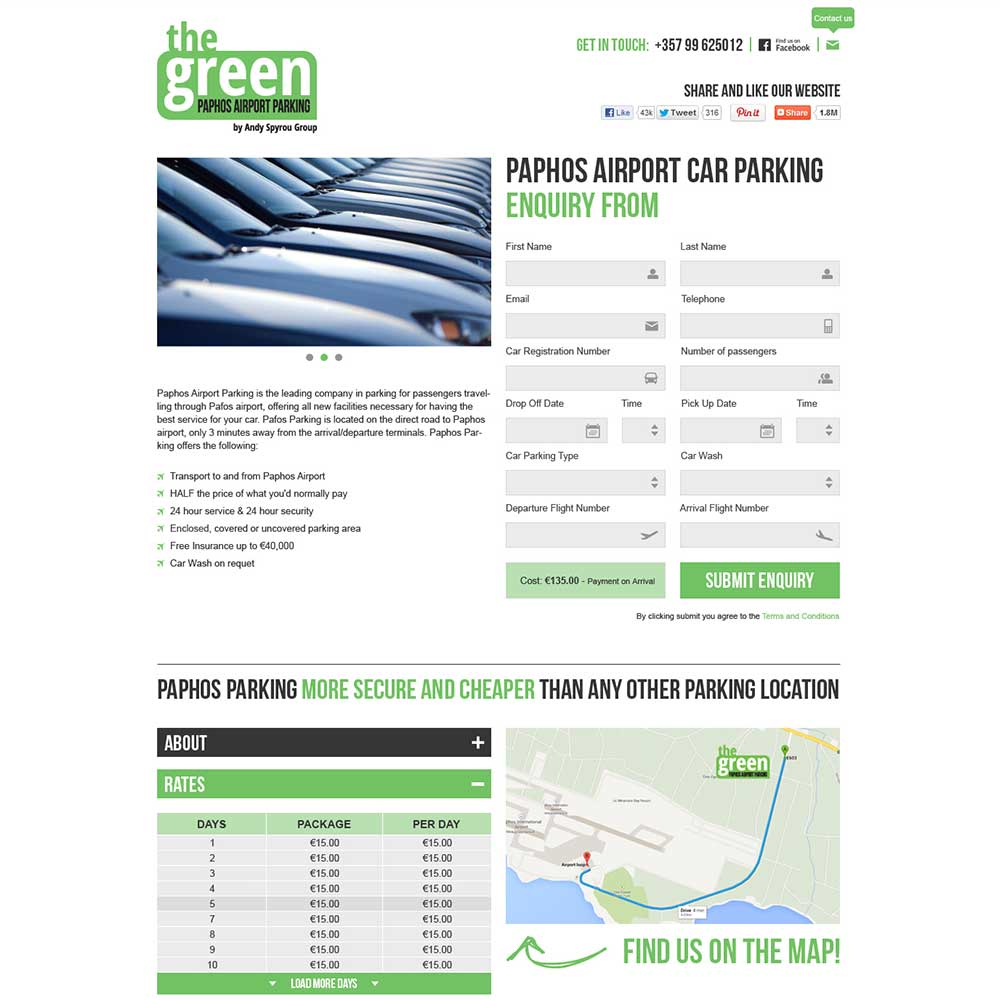 the
green
PAPHOS AIRPORT PARKING
by Andy Spyrou Group
Contact us
GET IN TOUCH: +357 99 625012
Find us on
Facebook
SHARE AND LIKE OUR WEBSITE
Like 43k Tweet 316 Pin it Share 1.8M
PAPHOS AIRPORT CAR PARKING
ENQUIRY FROM
First Name Last Name
Email Telephone
Car Registration Number Number of passengers
Drop Off Date Time Pick Up Date Time
Car Parking Type Car Wash
Departure Flight Number Arrival Flight Number
Cost: €135.00 - Payment on Arrival
SUBMIT ENQUIRY
By clicking submit you agree to the Terms and Conditions
Paphos Airport Parking is the leading company in parking for passengers travel-
ling through Pafos airport, offering all new facilities necessary for having the
best service for your car. Pafos Parking is located on the direct road to Paphos
airport, only 3 minutes away from the arrival/departure terminals. Paphos Par-
king offers the following:
Transport to and from Paphos Airport
HALF the price of what you'd normally pay
24 hour service & 24 hour security
Enclosed, covered or uncovered parking area
Free Insurance up to €40,000
Car Wash on requet
PAPHOS PARKING MORE SECURE AND CHEAPER THAN ANY OTHER PARKING LOCATION
ABOUT
RATES
DAYS PACKAGE PER DAY
1 €15.00 €15.00
2 €15.00 €15.00
3 €15.00 €15.00
4 €15.00 €15.00
5 €15.00 €15.00
7 €15.00 €15.00
8 €15.00 €15.00
9 €15.00 €15.00
10 €15.00 €15.00
LOAD MORE DAYS
the
green
PAPHOS AIRPORT PARKING
A
E603
Airport
Drive
FIND US ON THE MAP!